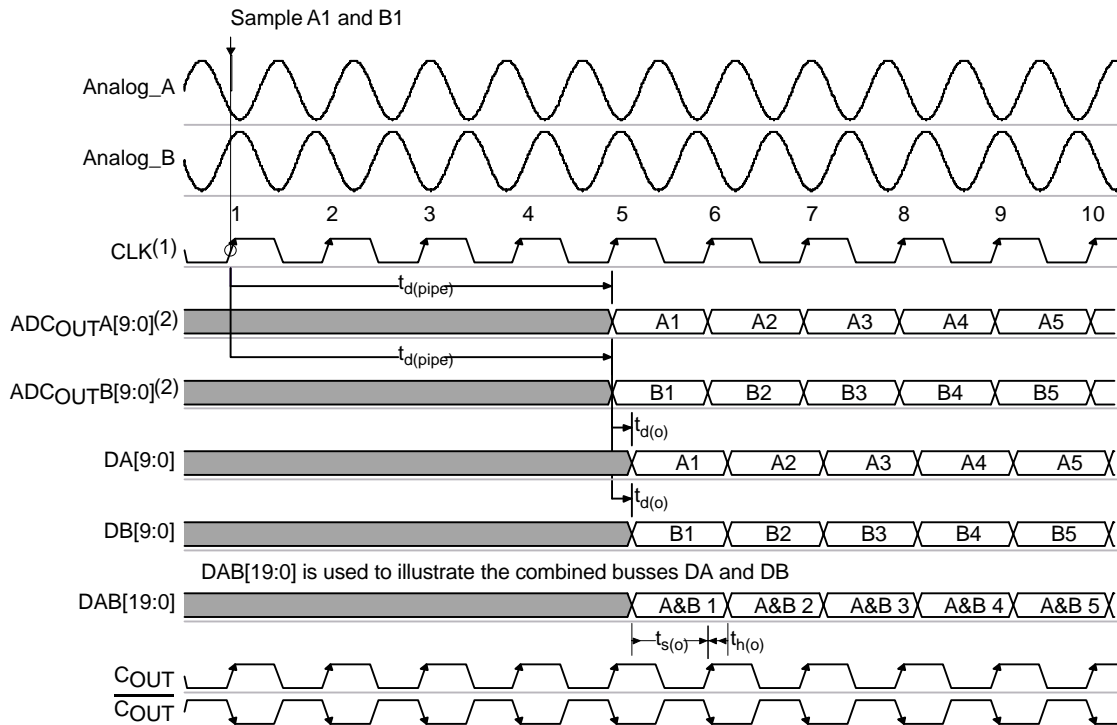 Sample A1 and B1
Analog_A
Analog_B
1 2 3 4 5 6 7 8 9 10
CLK(1)
td(pipe)
ADCOUTA[9:0](2) A1 A2 A3 A4 A5
td(pipe)
ADCOUTB[9:0](2) B1 B2 B3 B4 B5
td(o)
DA[9:0] A1 A2 A3 A4 A5
td(o)
DB[9:0] B1 B2 B3 B4 B5
DAB[19:0] is used to illustrate the combined busses DA and DB
DAB[19:0] A&B 1 A&B 2 A&B 3 A&B 4 A&B 5
ts(o) th(o)
COUT
COUT